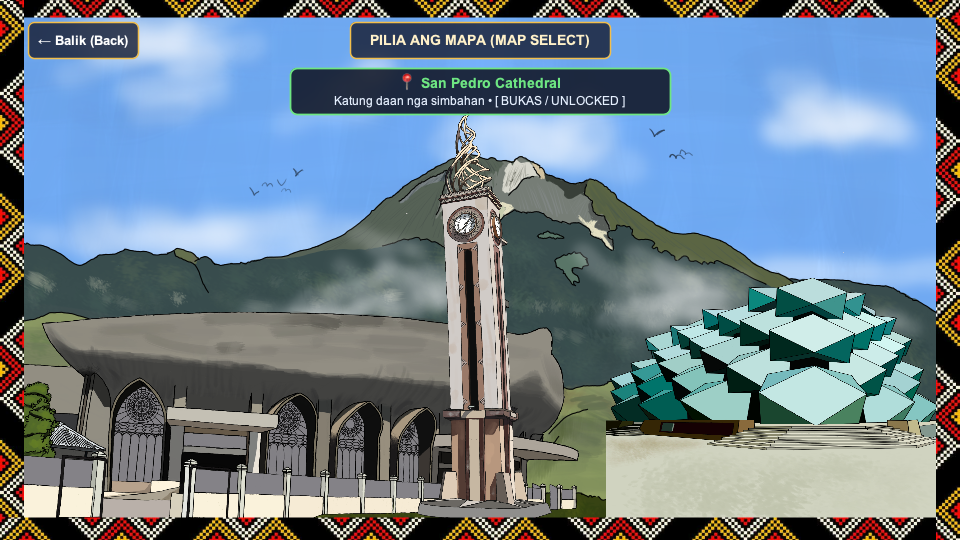 ← Balik (Back)
PILIA ANG MAPA (MAP SELECT)
📍 San Pedro Cathedral
Katung daan nga simbahan • [ BUKAS / UNLOCKED ]